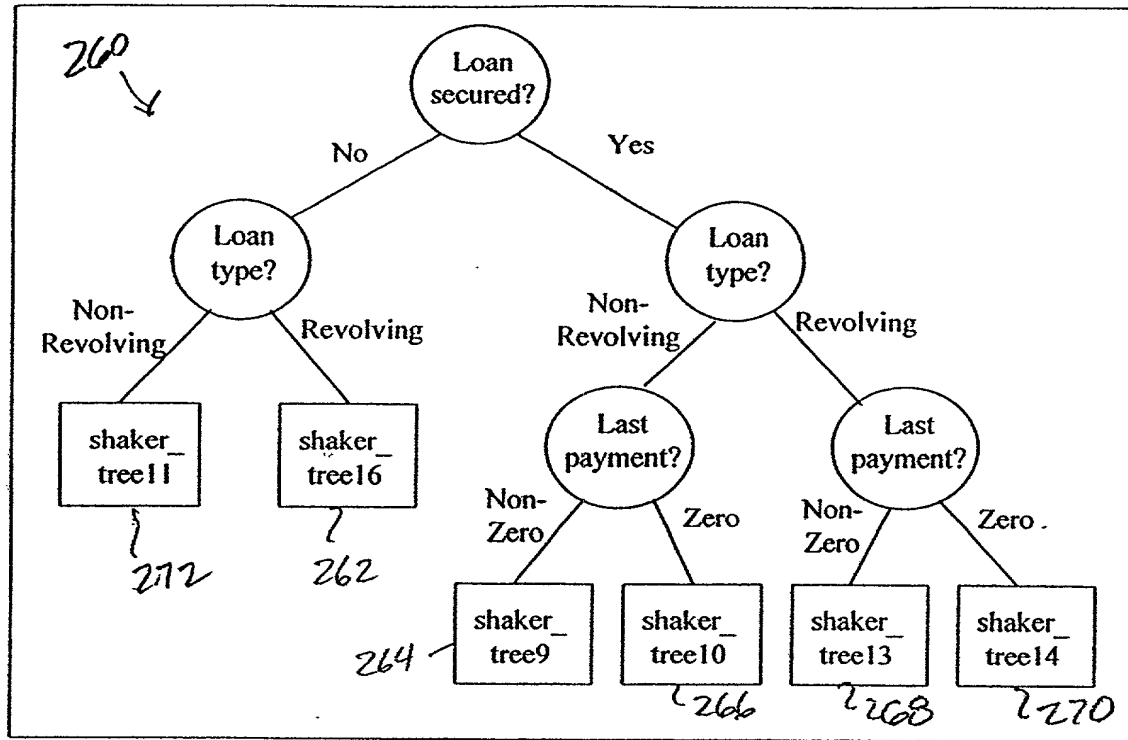 260
Loan
secured?
No
Yes
Loan
type?
Loan
type?
Non-
Revolving
Revolving
Non-
Revolving
Revolving
shaker_
tree11
shaker_
tree16
Last
payment?
Last
payment?
272
262
Non-
Zero
Zero
Non-
Zero
Zero
shaker_
tree9
shaker_
tree10
shaker_
tree13
shaker_
tree14
264
266
268
270